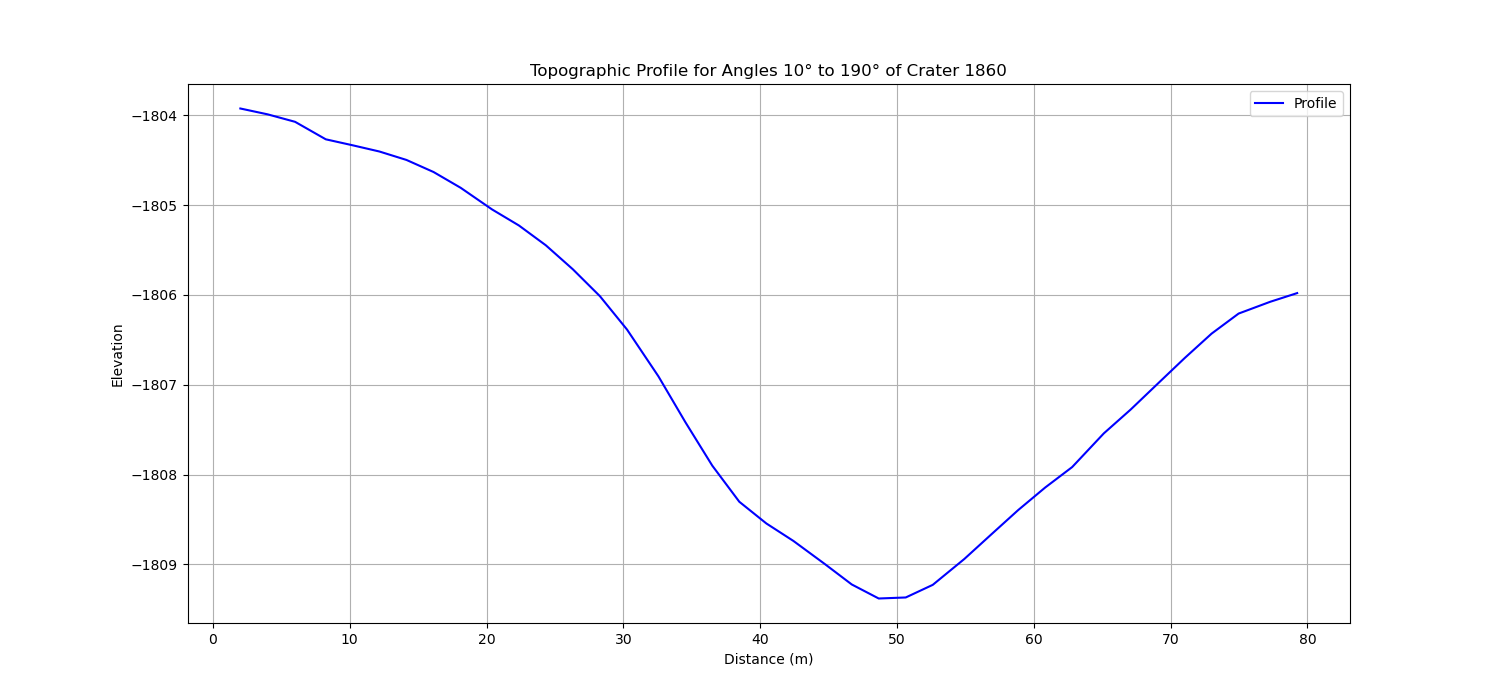 Topographic Profile for Angles 10° to 190° of Crater 1860
Profile
−1804
−1805
−1806
−1807
−1808
−1809
Elevation
0 10 20 30 40 50 60 70 80
Distance (m)